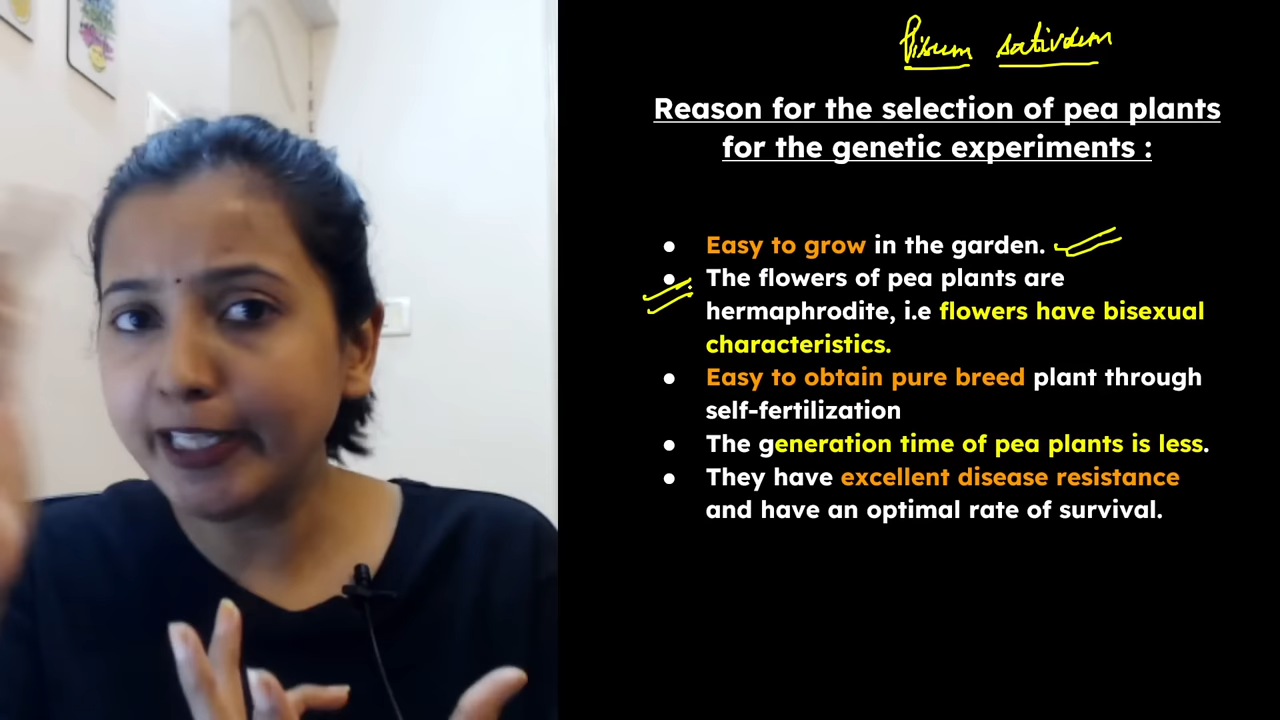 Pisum sativum
Reason for the selection of pea plants
for the genetic experiments :
● Easy to grow in the garden.
● The flowers of pea plants are
hermaphrodite, i.e flowers have bisexual
characteristics.
● Easy to obtain pure breed plant through
self-fertilization
● The generation time of pea plants is less.
● They have excellent disease resistance
and have an optimal rate of survival.